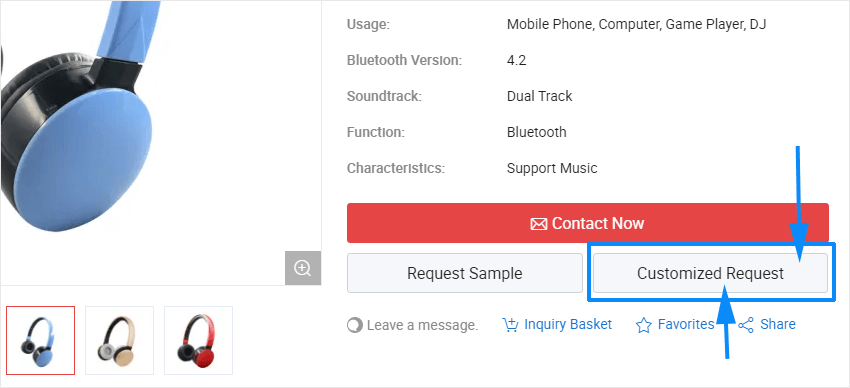 Usage: Mobile Phone, Computer, Game Player, DJ
Bluetooth Version: 4.2
Soundtrack: Dual Track
Function: Bluetooth
Characteristics: Support Music
Contact Now
Request Sample Customized Request
Leave a message. Inquiry Basket Favorites Share